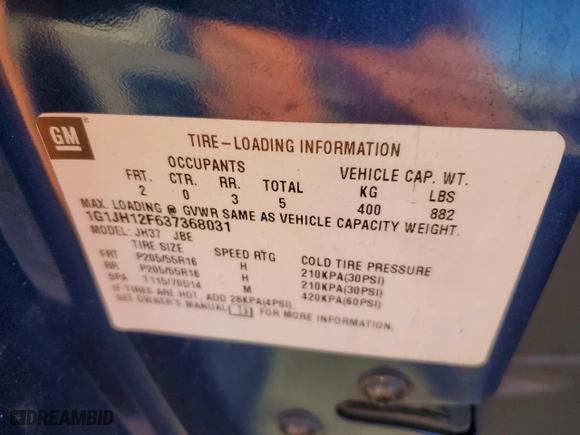 GM
TIRE-LOADING INFORMATION
OCCUPANTS VEHICLE CAP. WT.
FRT. CTR. RR. TOTAL KG LBS
2 0 3 5 400 882
MAX. LOADING @ GVWR SAME AS VEHICLE CAPACITY WEIGHT.
1G1JH12F637368031
MODEL: JH37 JBE
TIRE SIZE SPEED RTG COLD TIRE PRESSURE
FRT P205/55R16 H 210KPA(30PSI)
RR P205/55R16 H 210KPA(30PSI)
SPA T115/70D14 M 420KPA(60PSI)
IF TIRES ARE HOT, ADD 28KPA(4PSI)
SEE OWNER'S MANUAL FOR MORE INFORMATION.
DREAMBID